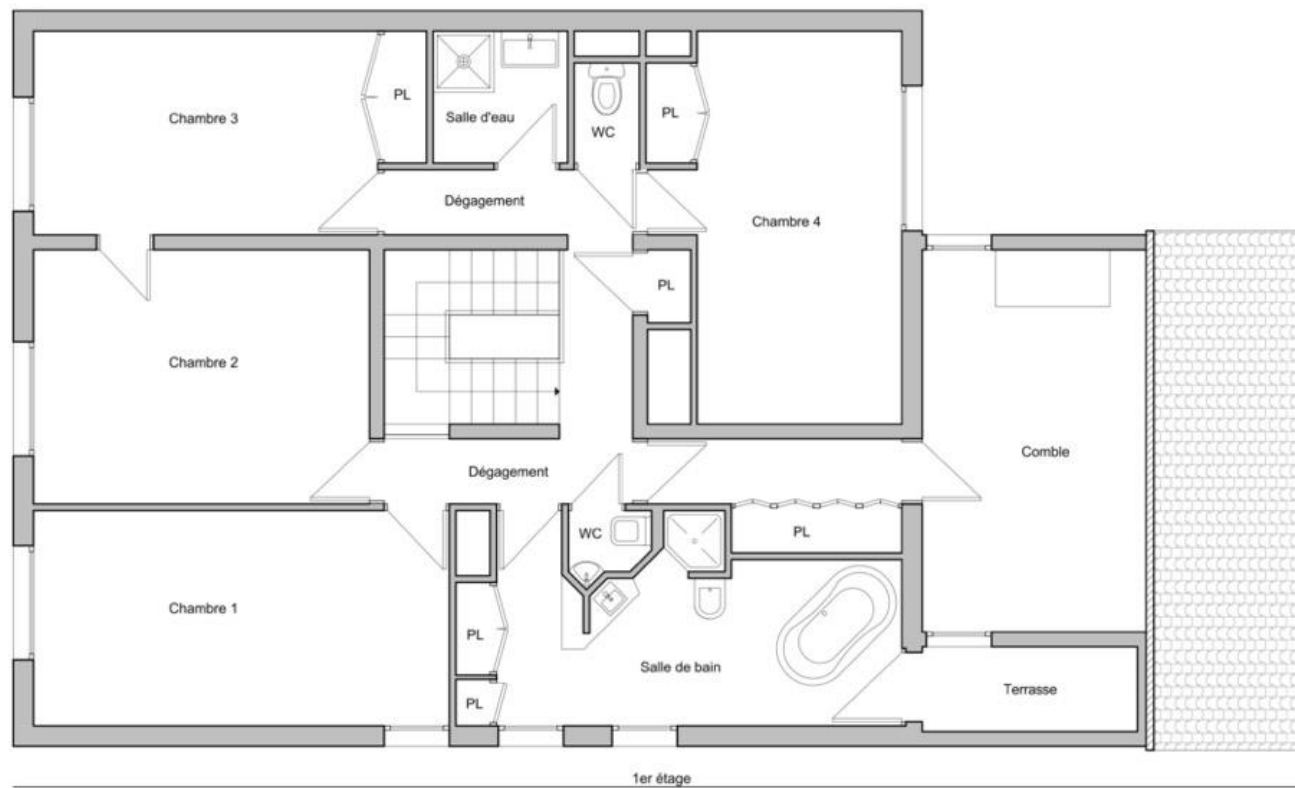 Chambre 3
PL
Salle d'eau
WC
PL
Dégagement
Chambre 4
PL
Chambre 2
Dégagement
Comble
WC
PL
Chambre 1
PL
Salle de bain
PL
Terrasse
1er étage